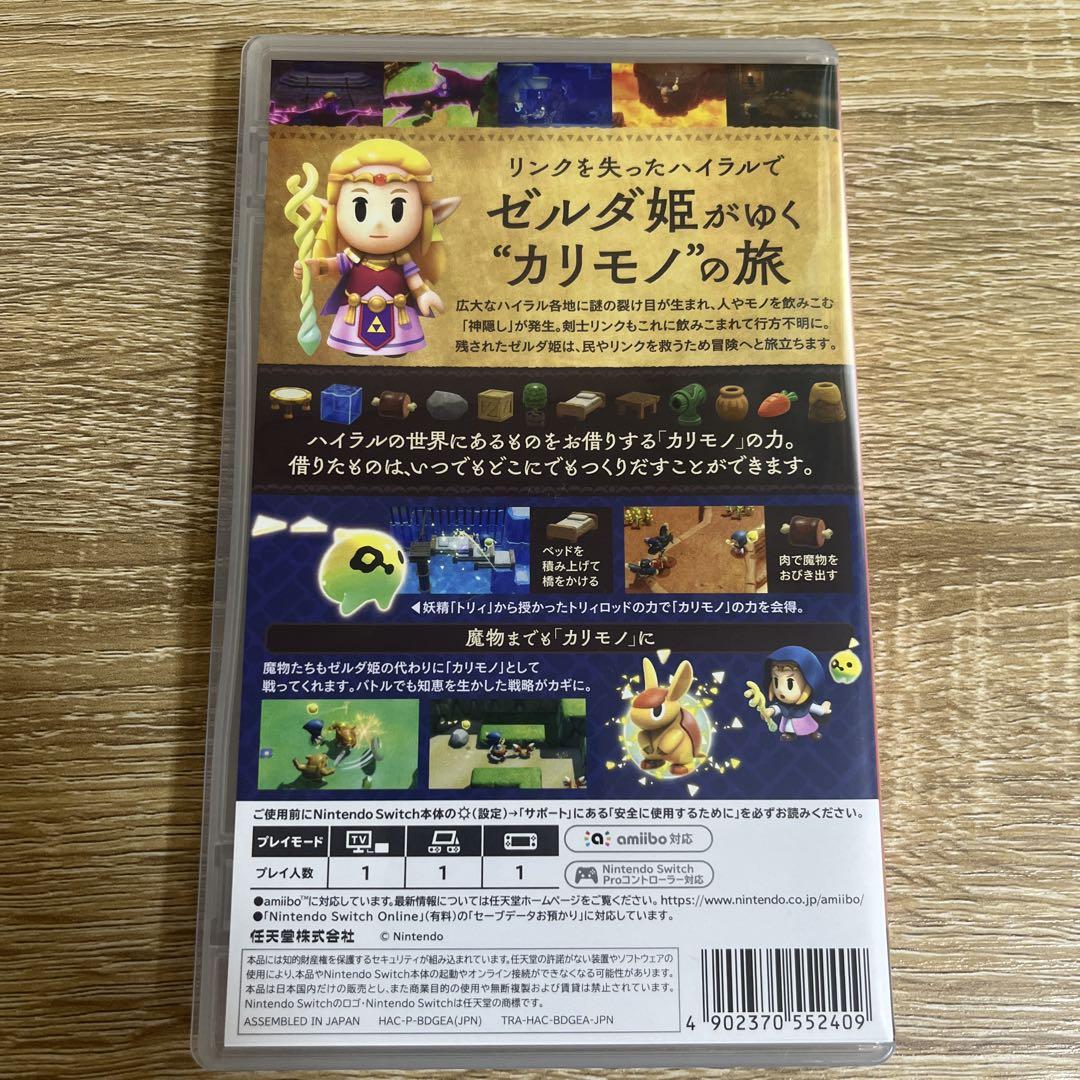 リンクを失ったハイラルで
ゼルダ姫がゆく
“カリモノ”の旅
広大なハイラル各地に謎の裂け目が生まれ、人やモノを飲みこむ
「神隠し」が発生。剣士リンクもこれに飲みこまれて行方不明に。
残されたゼルダ姫は、民やリンクを救うため冒険へと旅立ちます。
ハイラルの世界にあるものをお借りする「カリモノ」の力。
借りたものは、いつでもどこにでもつくりだすことができます。
ベッドを
積み上げて
橋をかける
肉で魔物を
おびき出す
◀妖精「トリィ」から授かったトリィロッドの力で「カリモノ」の力を会得。
魔物までも「カリモノ」に
魔物たちもゼルダ姫の代わりに「カリモノ」として
戦ってくれます。バトルでも知恵を生かした戦略がカギに。
ご使用前にNintendo Switch本体の(設定)→「サポート」にある「安全に使用するために」を必ずお読みください。
プレイモード TV
amiibo対応
プレイ人数 1 1 1
Nintendo Switch
Proコントローラー対応
●amiibo™に対応しています。最新情報については任天堂ホームページをご覧ください。https://www.nintendo.co.jp/amiibo/
●「Nintendo Switch Online」(有料)の「セーブデータお預かり」に対応しています。
任天堂株式会社 © Nintendo
本品には知的財産権を保護するセキュリティが組み込まれています。任天堂の許諾がない装置やソフトウェアの
使用により、本品やNintendo Switch本体の起動やオンライン接続ができなくなる可能性があります。
本品は日本国内だけの販売とし、また商業目的の使用や無断複製および賃貸は禁止されています。
Nintendo Switchのロゴ・Nintendo Switchは任天堂の商標です。
ASSEMBLED IN JAPAN HAC-P-BDGEA(JPN) TRA-HAC-BDGEA-JPN
4 902370 552409